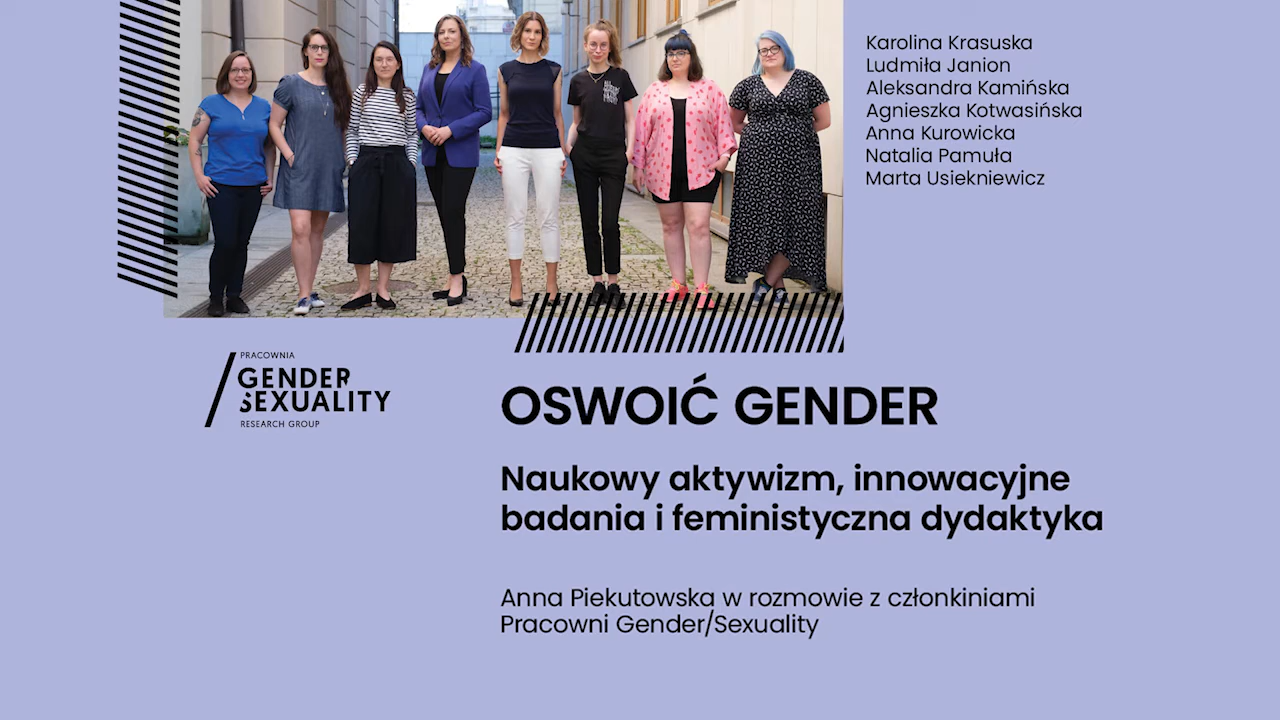 Karolina Krasuska
Ludmiła Janion
Aleksandra Kamińska
Agnieszka Kotwasińska
Anna Kurowicka
Natalia Pamuła
Marta Usiekniewicz
PRACOWNIA
GENDER
SEXUALITY
RESEARCH GROUP
OSWOIĆ GENDER
Naukowy aktywizm, innowacyjne
badania i feministyczna dydaktyka
Anna Piekutowska w rozmowie z członkiniami
Pracowni Gender/Sexuality